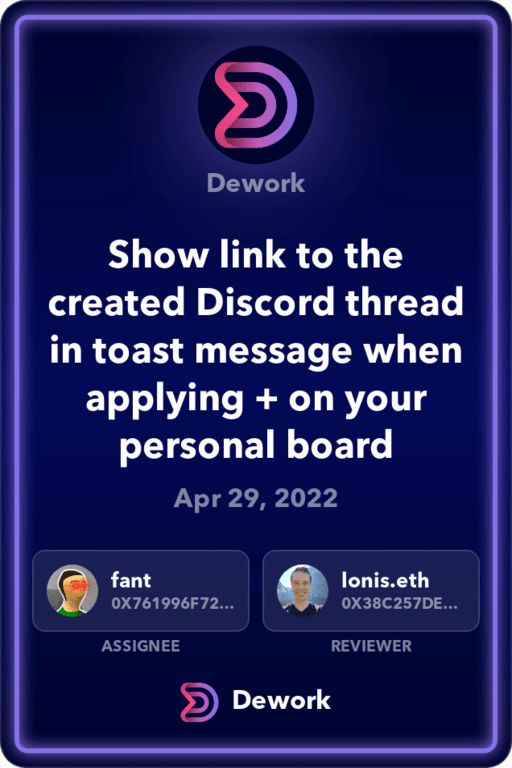 Dework
Show link to the
created Discord thread
in toast message when
applying + on your
personal board
Apr 29, 2022
fant
0X761996F72...
ASSIGNEE
lonis.eth
0X38C257DE...
REVIEWER
Dework